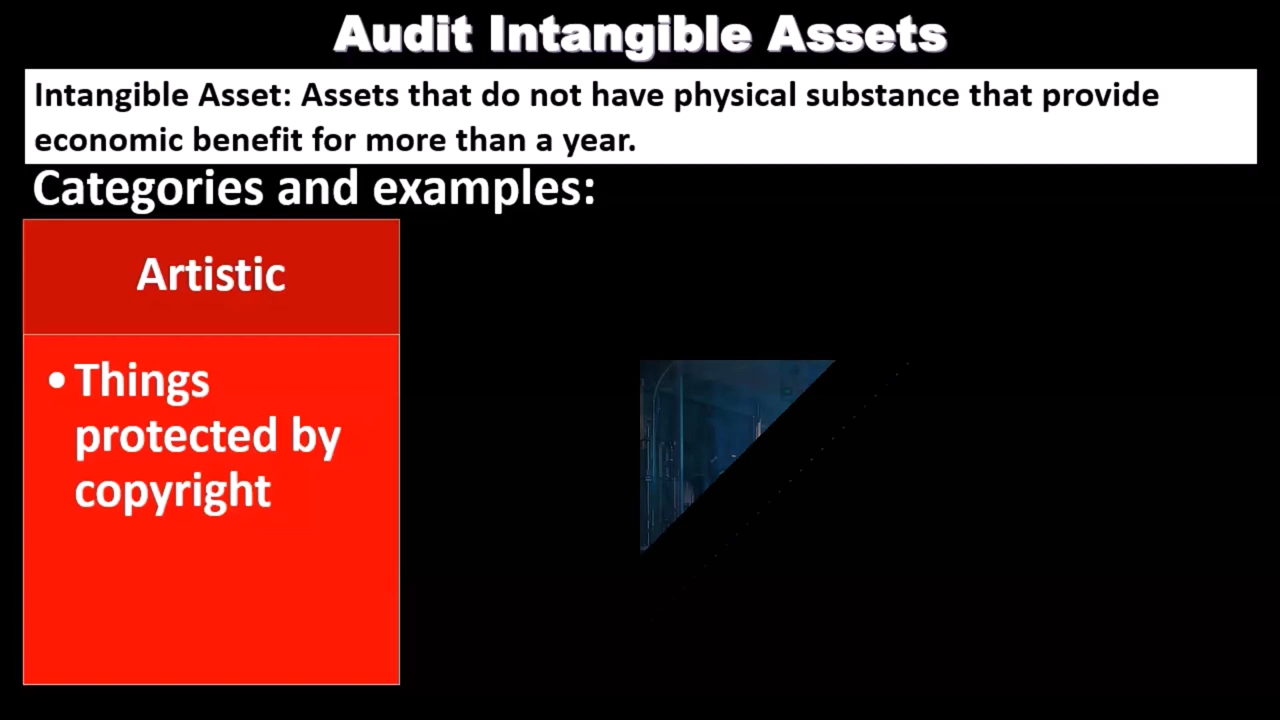 Audit Intangible Assets
Intangible Asset: Assets that do not have physical substance that provide
economic benefit for more than a year.
Categories and examples:
Artistic
• Things
protected by
copyright